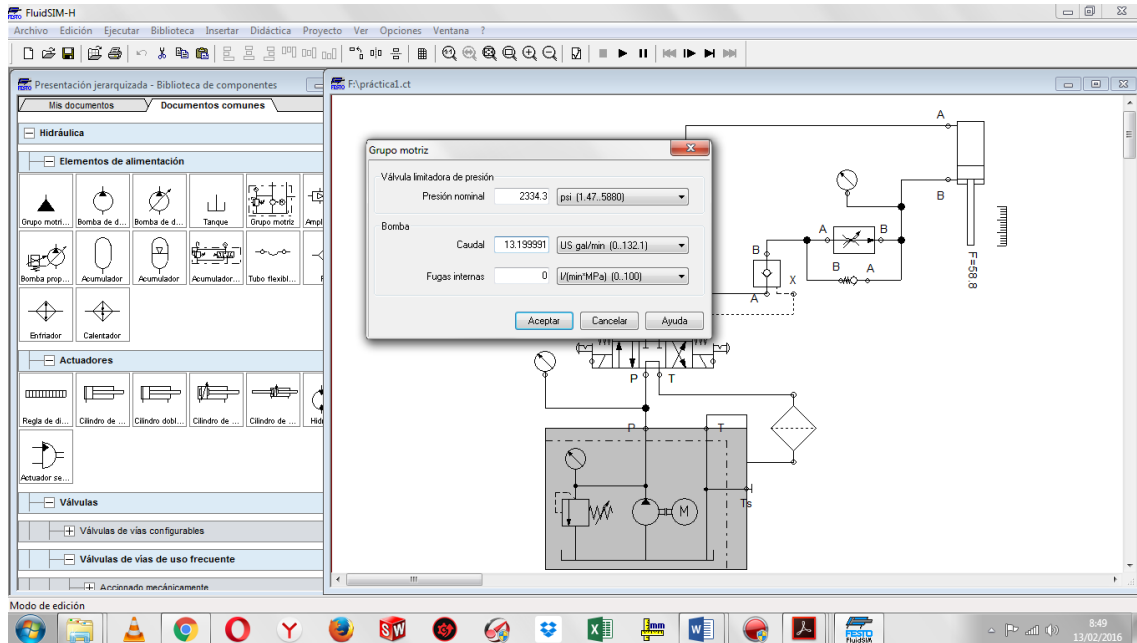 FluidSIM-H
Archivo Edición Ejecutar Biblioteca Insertar Didáctica Proyecto Ver Opciones Ventana ?
Presentación jerarquizada - Biblioteca de componentes
Mis documentos Documentos comunes
Hidráulica
Elementos de alimentación
Grupo motri... Bomba de d... Bomba de d... Tanque Grupo motriz Ampl
Bomba prop... Acumulador Acumulador Acumulador... Tubo flexibl...
Enfriador Calentador
Actuadores
Regla de di... Cilindro de ... Cilindro dobl... Cilindro de ... Cilindro de ... Hid
Actuador se...
Válvulas
Válvulas de vías configurables
Válvulas de vías de uso frecuente
Accionado mecánicamente
F:\práctica1.ct
Grupo motriz
Válvula limitadora de presión
Presión nominal 2334.3 psi (1.47..5880)
Bomba
Caudal 13.199991 US gal/min (0..132.1)
Fugas internas 0 l/(min*MPa) (0..100)
Aceptar Cancelar Ayuda
A
B
F=58.8
A B
B A
B
X
A
P T
P T
Ts
M
Modo de edición
FESTO
FluidSIM
8:49
13/02/2016